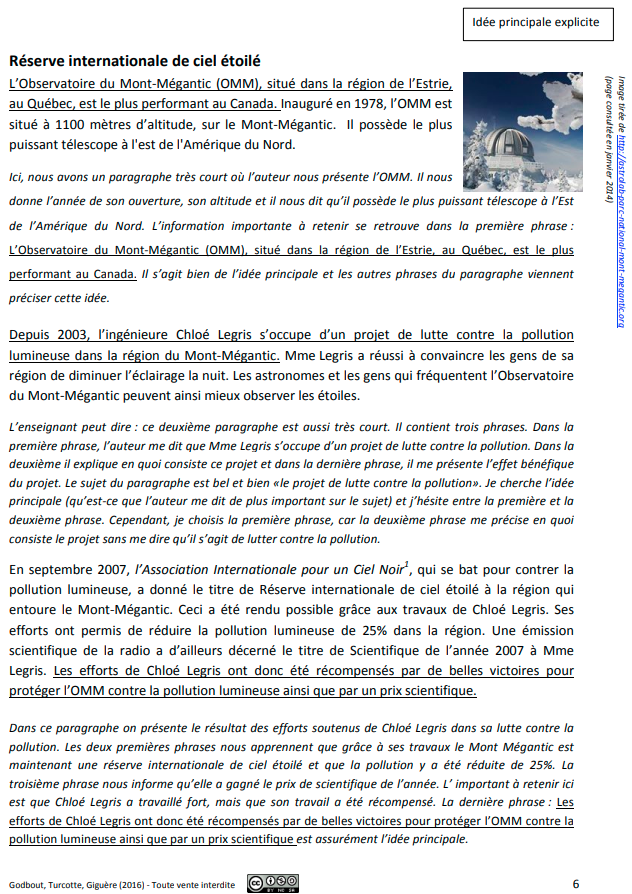 Idée principale explicite
Réserve internationale de ciel étoilé
L'Observatoire du Mont-Mégantic (OMM), situé dans la région de l'Estrie,
au Québec, est le plus performant au Canada. Inauguré en 1978, l'OMM est
situé à 1100 mètres d'altitude, sur le Mont-Mégantic. Il possède le plus
puissant télescope à l'est de l'Amérique du Nord.
Image tirée de http://astralab-parc-national-mont-megantic.org
(page consultée en janvier 2014)
Ici, nous avons un paragraphe très court où l'auteur nous présente l'OMM. Il nous
donne l'année de son ouverture, son altitude et il nous dit qu'il possède le plus puissant télescope à l'Est
de l'Amérique du Nord. L'information importante à retenir se retrouve dans la première phrase :
L'Observatoire du Mont-Mégantic (OMM), situé dans la région de l'Estrie, au Québec, est le plus
performant au Canada. Il s'agit bien de l'idée principale et les autres phrases du paragraphe viennent
préciser cette idée.
Depuis 2003, l'ingénieure Chloé Legris s'occupe d'un projet de lutte contre la pollution
lumineuse dans la région du Mont-Mégantic. Mme Legris a réussi à convaincre les gens de sa
région de diminuer l'éclairage la nuit. Les astronomes et les gens qui fréquentent l'Observatoire
du Mont-Mégantic peuvent ainsi mieux observer les étoiles.
L'enseignant peut dire : ce deuxième paragraphe est aussi très court. Il contient trois phrases. Dans la
première phrase, l'auteur me dit que Mme Legris s'occupe d'un projet de lutte contre la pollution. Dans la
deuxième il explique en quoi consiste ce projet et dans la dernière phrase, il me présente l'effet bénéfique
du projet. Le sujet du paragraphe est bel et bien «le projet de lutte contre la pollution». Je cherche l'idée
principale (qu'est-ce que l'auteur me dit de plus important sur le sujet) et j'hésite entre la première et la
deuxième phrase. Cependant, je choisis la première phrase, car la deuxième phrase me précise en quoi
consiste le projet sans me dire qu'il s'agit de lutter contre la pollution.
En septembre 2007, l'Association Internationale pour un Ciel Noir¹, qui se bat pour contrer la
pollution lumineuse, a donné le titre de Réserve internationale de ciel étoilé à la région qui
entoure le Mont-Mégantic. Ceci a été rendu possible grâce aux travaux de Chloé Legris. Ses
efforts ont permis de réduire la pollution lumineuse de 25% dans la région. Une émission
scientifique de la radio a d'ailleurs décerné le titre de Scientifique de l'année 2007 à Mme
Legris. Les efforts de Chloé Legris ont donc été récompensés par de belles victoires pour
protéger l'OMM contre la pollution lumineuse ainsi que par un prix scientifique.
Dans ce paragraphe on présente le résultat des efforts soutenus de Chloé Legris dans sa lutte contre la
pollution. Les deux premières phrases nous apprennent que grâce à ses travaux le Mont Mégantic est
maintenant une réserve internationale de ciel étoilé et que la pollution y a été réduite de 25%. La
troisième phrase nous informe qu'elle a gagné le prix de scientifique de l'année. L' important à retenir ici
est que Chloé Legris a travaillé fort, mais que son travail a été récompensé. La dernière phrase : Les
efforts de Chloé Legris ont donc été récompensés par de belles victoires pour protéger l'OMM contre la
pollution lumineuse ainsi que par un prix scientifique est assurément l'idée principale.
Godbout, Turcotte, Giguère (2016) - Toute vente interdite
cc BY NC SA
6